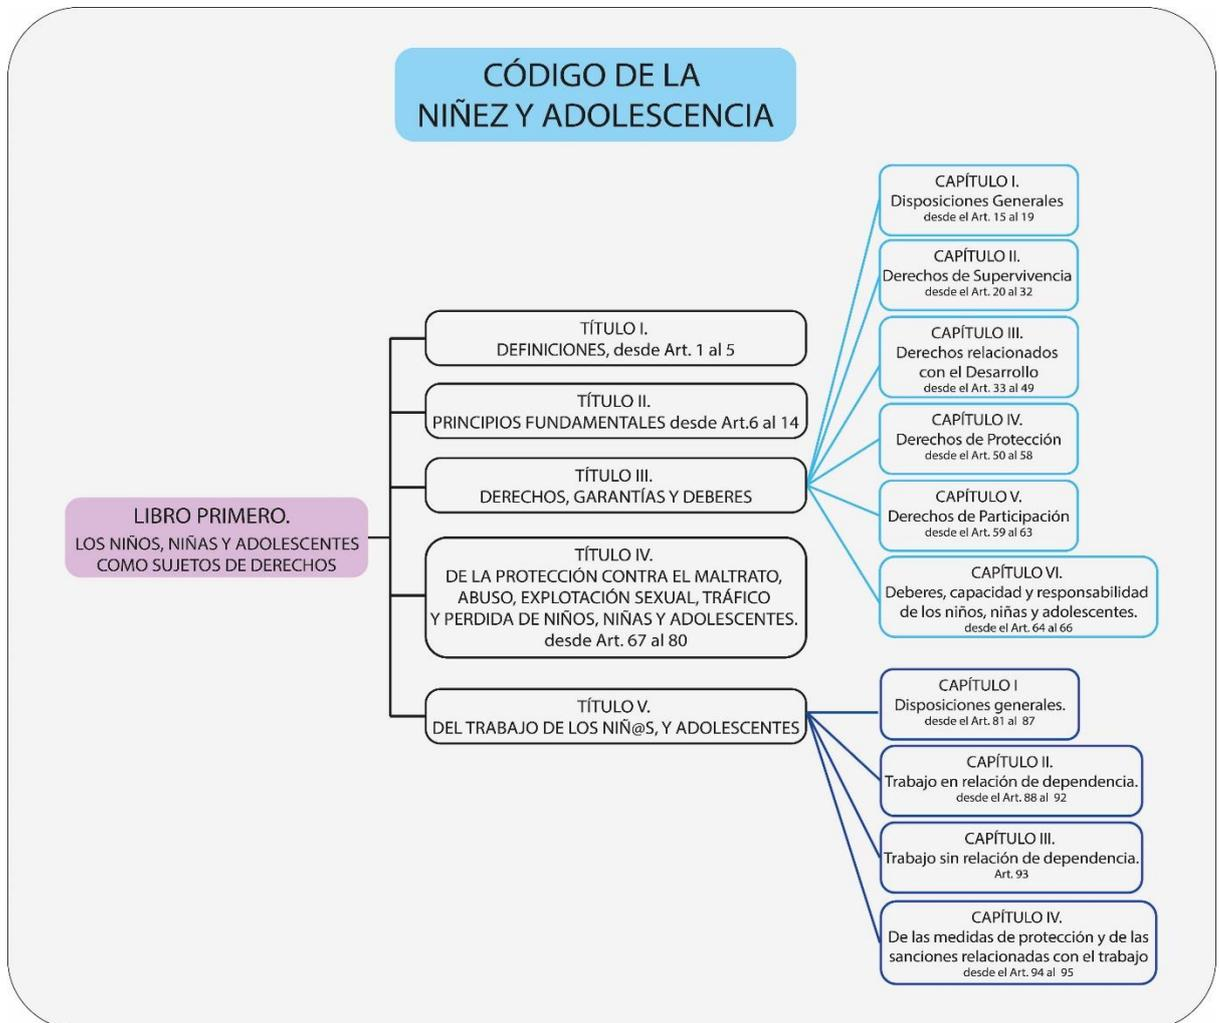 CÓDIGO DE LA
NIÑEZ Y ADOLESCENCIA
LIBRO PRIMERO.
LOS NIÑOS, NIÑAS Y ADOLESCENTES
COMO SUJETOS DE DERECHOS
TÍTULO I.
DEFINICIONES, desde Art. 1 al 5
TÍTULO II.
PRINCIPIOS FUNDAMENTALES desde Art.6 al 14
TÍTULO III.
DERECHOS, GARANTÍAS Y DEBERES
CAPÍTULO I.
Disposiciones Generales
desde el Art. 15 al 19
CAPÍTULO II.
Derechos de Supervivencia
desde el Art. 20 al 32
CAPÍTULO III.
Derechos relacionados
con el Desarrollo
desde el Art. 33 al 49
CAPÍTULO IV.
Derechos de Protección
desde el Art. 50 al 58
CAPÍTULO V.
Derechos de Participación
desde el Art. 59 al 63
CAPÍTULO VI.
Deberes, capacidad y responsabilidad
de los niños, niñas y adolescentes.
desde el Art. 64 al 66
TÍTULO IV.
DE LA PROTECCIÓN CONTRA EL MALTRATO,
ABUSO, EXPLOTACIÓN SEXUAL, TRÁFICO
Y PERDIDA DE NIÑOS, NIÑAS Y ADOLESCENTES.
desde Art. 67 al 80
TÍTULO V.
DEL TRABAJO DE LOS NIÑ@S, Y ADOLESCENTES
CAPÍTULO I
Disposiciones generales.
desde el Art. 81 al 87
CAPÍTULO II.
Trabajo en relación de dependencia.
desde el Art. 88 al 92
CAPÍTULO III.
Trabajo sin relación de dependencia.
Art. 93
CAPÍTULO IV.
De las medidas de protección y de las
sanciones relacionadas con el trabajo
desde el Art. 94 al 95